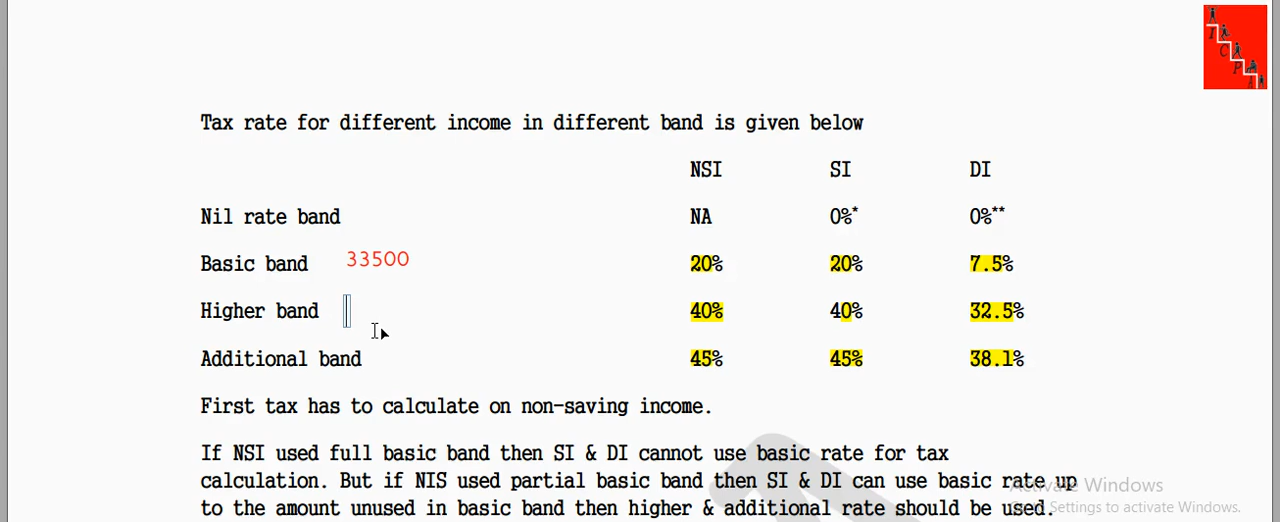 I
C
P
A
Tax rate for different income in different band is given below
NSI SI DI
Nil rate band NA 0%* 0%**
Basic band 33500 20% 20% 7.5%
Higher band 40% 40% 32.5%
Additional band 45% 45% 38.1%
First tax has to calculate on non-saving income.
If NSI used full basic band then SI & DI cannot use basic rate for tax
calculation. But if NIS used partial basic band then SI & DI can use basic rate up
to the amount unused in basic band then higher & additional rate should be used.
Activate Windows
Go to Settings to activate Windows.